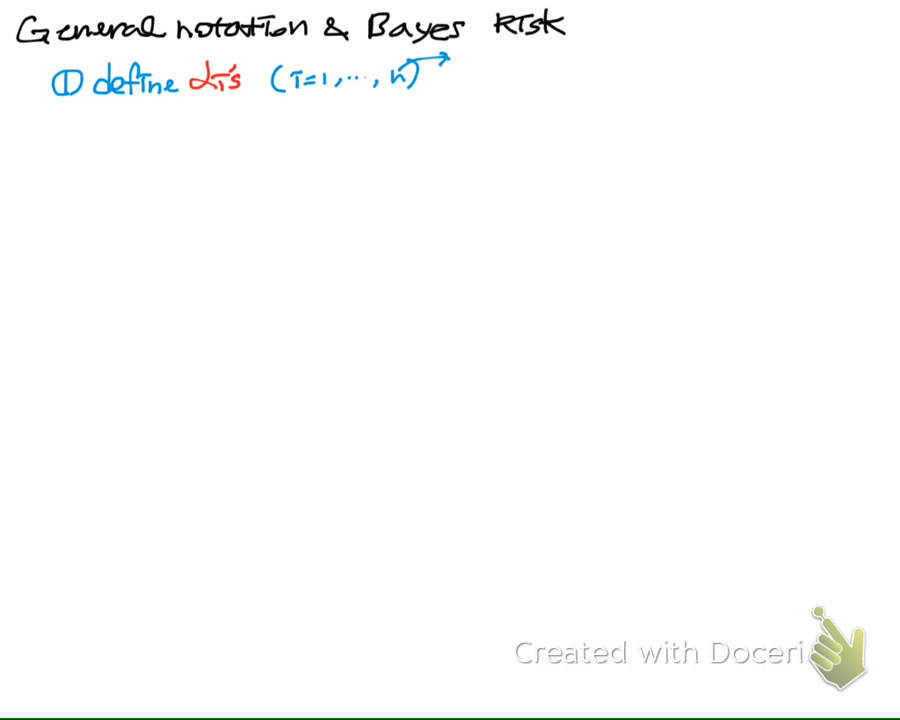 General notation & Bayes Risk
① define αi's (i=1,⋯,n) →
Created with Doceri